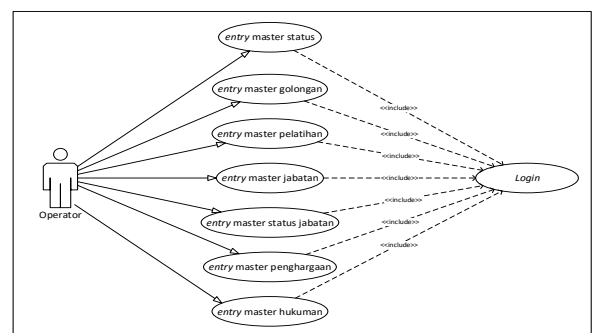 entry master status
entry master golongan
entry master pelatihan
entry master jabatan
entry master status jabatan
entry master penghargaan
entry master hukuman
Operator
<<include>>
<<include>>
<<include>>
<<include>>
<<include>>
<<include>>
<<include>>
Login